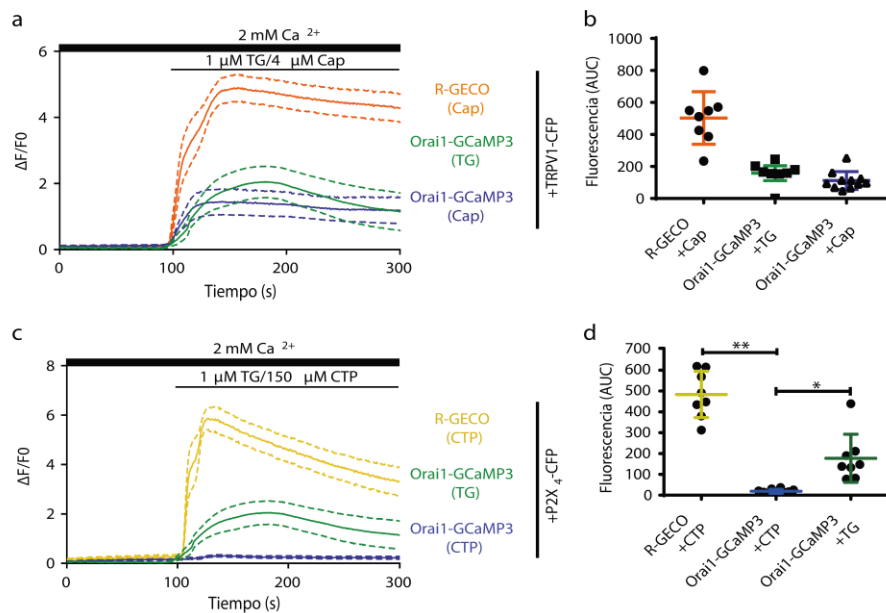 a
2 mM Ca 2+
1 µM TG/4 µM Cap
6
4
2
0
ΔF/F0
0
100
200
300
Tiempo (s)
R-GECO
(Cap)
Orai1-GCaMP3
(TG)
Orai1-GCaMP3
(Cap)
+TRPV1-CFP
b
1000
800
600
400
200
0
Fluorescencia (AUC)
R-GECO
+Cap
Orai1-GCaMP3
+TG
Orai1-GCaMP3
+Cap
c
2 mM Ca 2+
1 µM TG/150 µM CTP
8
6
4
2
0
ΔF/F0
0
100
200
300
Tiempo (s)
R-GECO
(CTP)
Orai1-GCaMP3
(TG)
Orai1-GCaMP3
(CTP)
+P2X 4-CFP
d
700
600
500
400
300
200
100
0
Fluorescencia (AUC)
**
*
R-GECO
+CTP
Orai1-GCaMP3
+CTP
Orai1-GCaMP3
+TG